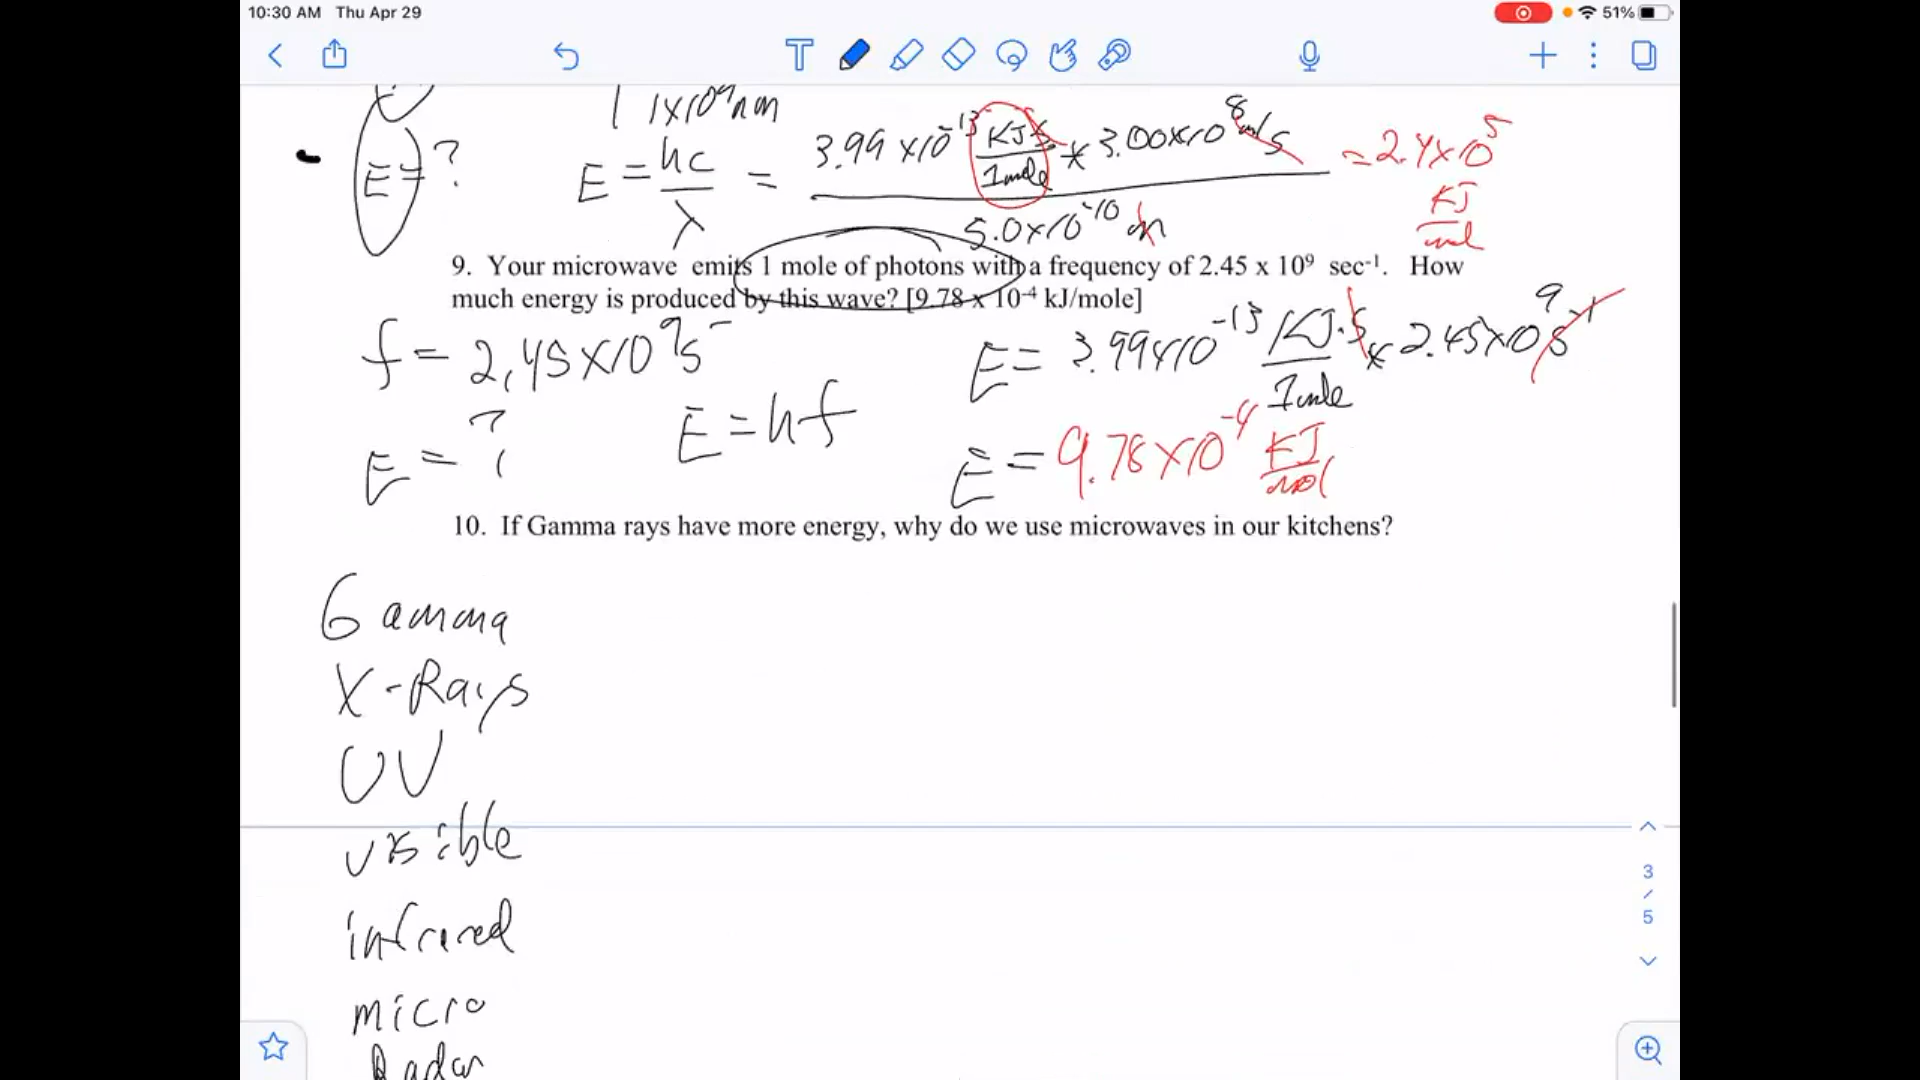 10:30 AM Thu Apr 29
51%
1 1x10⁹nm
E=?
E = hc/λ = 3.99 x10⁻¹³ KJ·s/1mole * 3.00x10⁸ m/s / 5.0x10⁻¹⁰ m = 2.4x10⁵ KJ/mol
9. Your microwave emits 1 mole of photons with a frequency of 2.45 x 10⁹ sec⁻¹. How
much energy is produced by this wave? [9.78 x 10⁻⁴ kJ/mole]
f = 2.45x10⁹s⁻
E = 3.99x10⁻¹³ KJ·s/1mole * 2.45x10⁹ s⁻¹
E = ?
E = hf
E = 9.78x10⁻⁴ KJ/mol
10. If Gamma rays have more energy, why do we use microwaves in our kitchens?
Gamma
X-Rays
UV
visible
infrared
micro
Radar
3
/
5